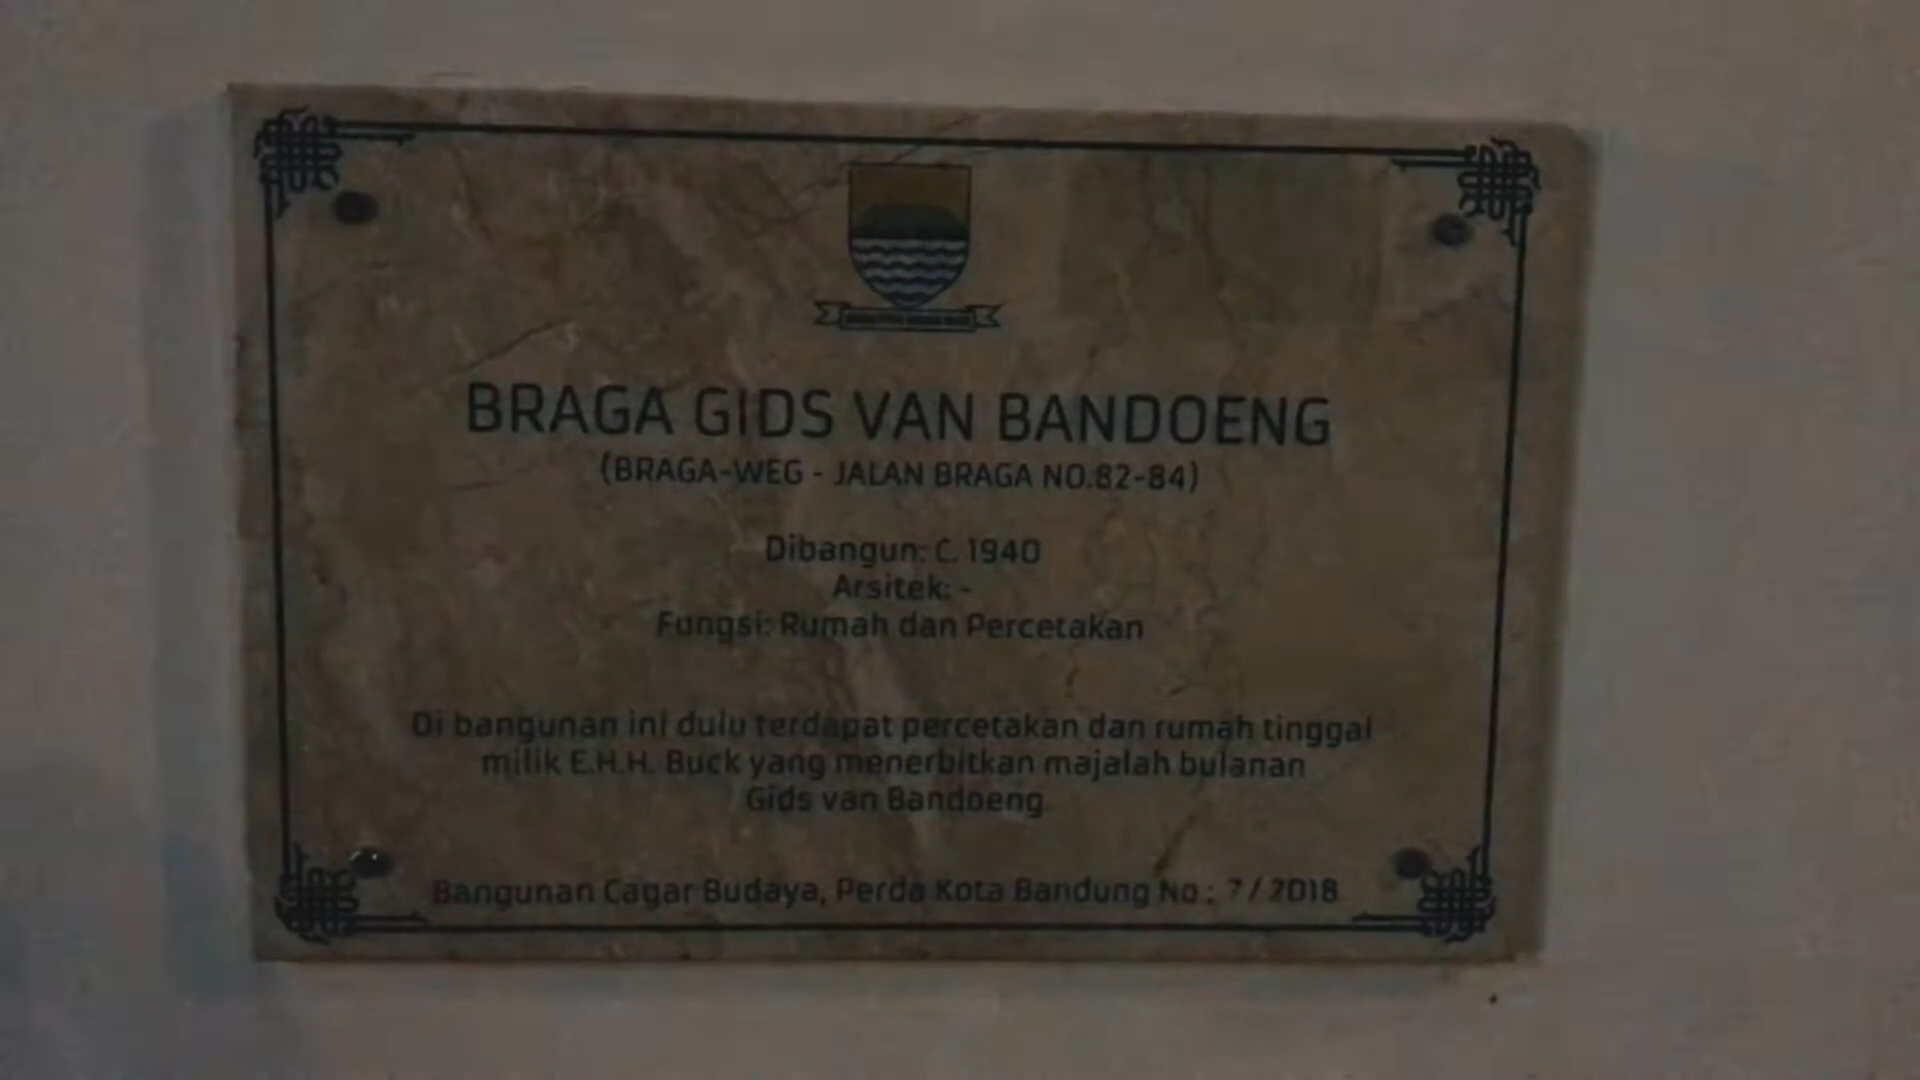 BRAGA GIDS VAN BANDOENG
(BRAGA-WEG - JALAN BRAGA NO.82-84)
Dibangun: C. 1940
Arsitek: -
Fungsi: Rumah dan Percetakan
Di bangunan ini dulu terdapat percetakan dan rumah tinggal
milik E.H.H. Buck yang menerbitkan majalah bulanan
Gids van Bandoeng.
Bangunan Cagar Budaya, Perda Kota Bandung No : 7 / 2018